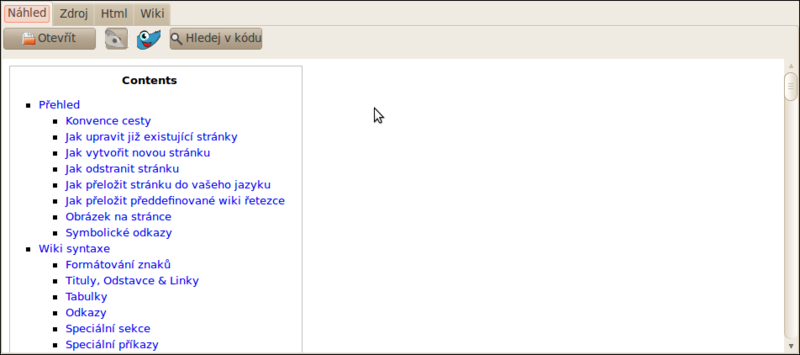 Náhled Zdroj Html Wiki
Otevřít Hledej v kódu
Contents
Přehled
Konvence cesty
Jak upravit již existující stránky
Jak vytvořit novou stránku
Jak odstranit stránku
Jak přeložit stránku do vašeho jazyku
Jak přeložit předdefinované wiki řetezce
Obrázek na stránce
Symbolické odkazy
Wiki syntaxe
Formátování znaků
Tituly, Odstavce & Linky
Tabulky
Odkazy
Speciální sekce
Speciální příkazy